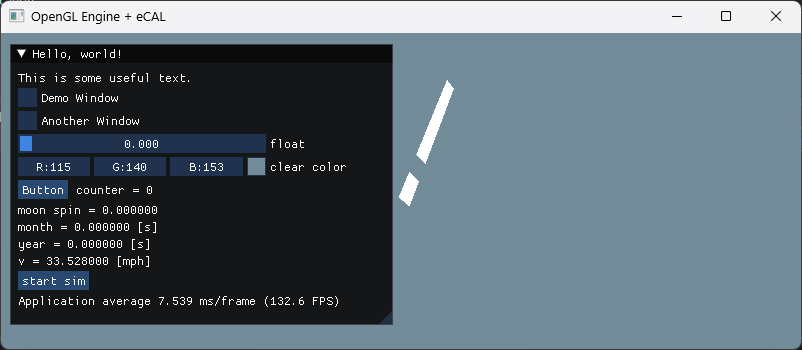 OpenGL Engine + eCAL
Hello, world!
This is some useful text.
Demo Window
Another Window
0.000 float
R:115 G:140 B:153 clear color
Button counter = 0
moon spin = 0.000000
month = 0.000000 [s]
year = 0.000000 [s]
v = 33.528000 [mph]
start sim
Application average 7.539 ms/frame (132.6 FPS)